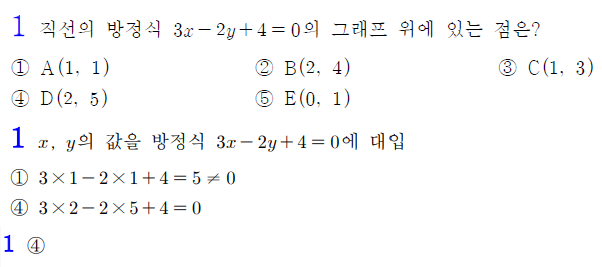 1 직선의 방정식 3x－2y＋4＝0의 그래프 위에 있는 점은?
① A(1, 1) ② B(2, 4) ③ C(1, 3)
④ D(2, 5) ⑤ E(0, 1)
1 x, y의 값을 방정식 3x－2y＋4＝0에 대입
① 3×1－2×1＋4＝5≠0
④ 3×2－2×5＋4＝0
1 ④